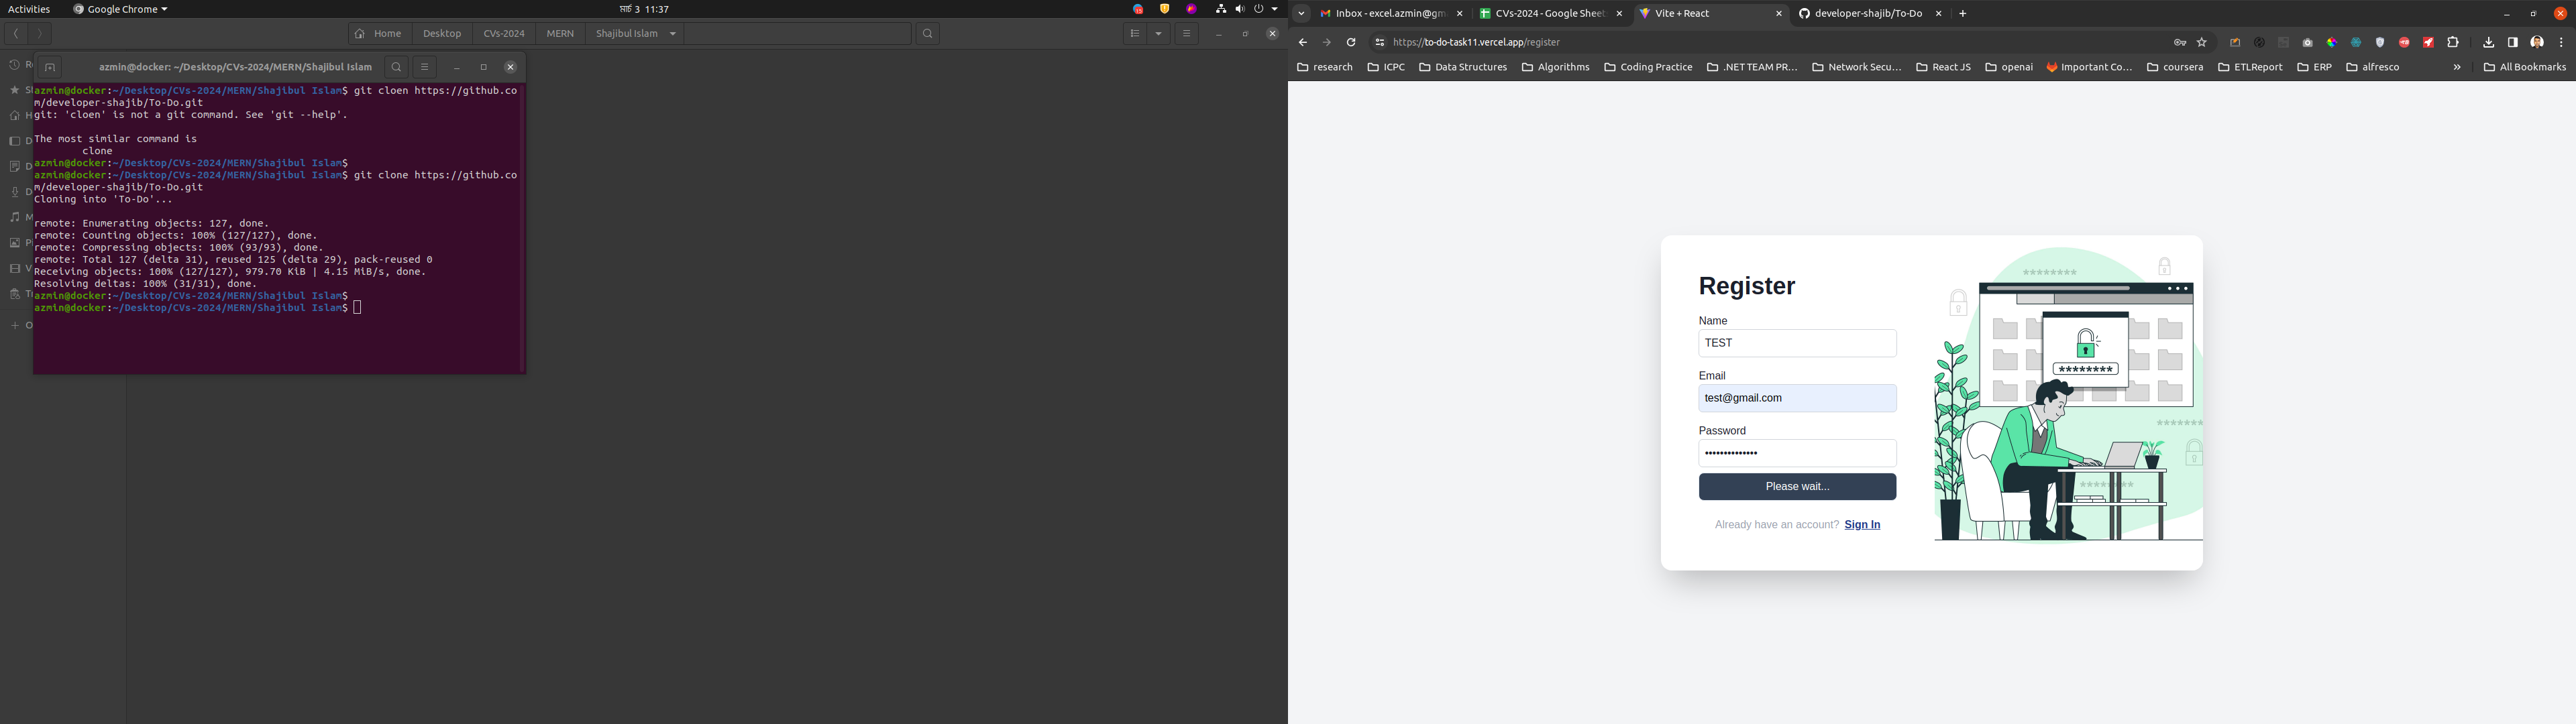 Activities
Google Chrome
মার্চ 3 11:37
Home
Desktop
CVs-2024
MERN
Shajibul Islam
azmin@docker: ~/Desktop/CVs-2024/MERN/Shajibul Islam
azmin@docker:~/Desktop/CVs-2024/MERN/Shajibul Islam$ git cloen https://github.co
m/developer-shajib/To-Do.git
git: 'cloen' is not a git command. See 'git --help'.
The most similar command is
clone
azmin@docker:~/Desktop/CVs-2024/MERN/Shajibul Islam$
azmin@docker:~/Desktop/CVs-2024/MERN/Shajibul Islam$ git clone https://github.co
m/developer-shajib/To-Do.git
Cloning into 'To-Do'...
remote: Enumerating objects: 127, done.
remote: Counting objects: 100% (127/127), done.
remote: Compressing objects: 100% (93/93), done.
remote: Total 127 (delta 31), reused 125 (delta 29), pack-reused 0
Receiving objects: 100% (127/127), 979.70 KiB | 4.15 MiB/s, done.
Resolving deltas: 100% (31/31), done.
azmin@docker:~/Desktop/CVs-2024/MERN/Shajibul Islam$
azmin@docker:~/Desktop/CVs-2024/MERN/Shajibul Islam$
Inbox - excel.azmin@gm
CVs-2024 - Google Sheets
Vite + React
developer-shajib/To-Do
https://to-do-task11.vercel.app/register
research
ICPC
Data Structures
Algorithms
Coding Practice
.NET TEAM PR...
Network Secu...
React JS
openai
Important Co...
coursera
ETLReport
ERP
alfresco
»
All Bookmarks
Register
Name
TEST
Email
test@gmail.com
Password
••••••••••••••
Please wait...
Already have an account? Sign In
********
********
********
********